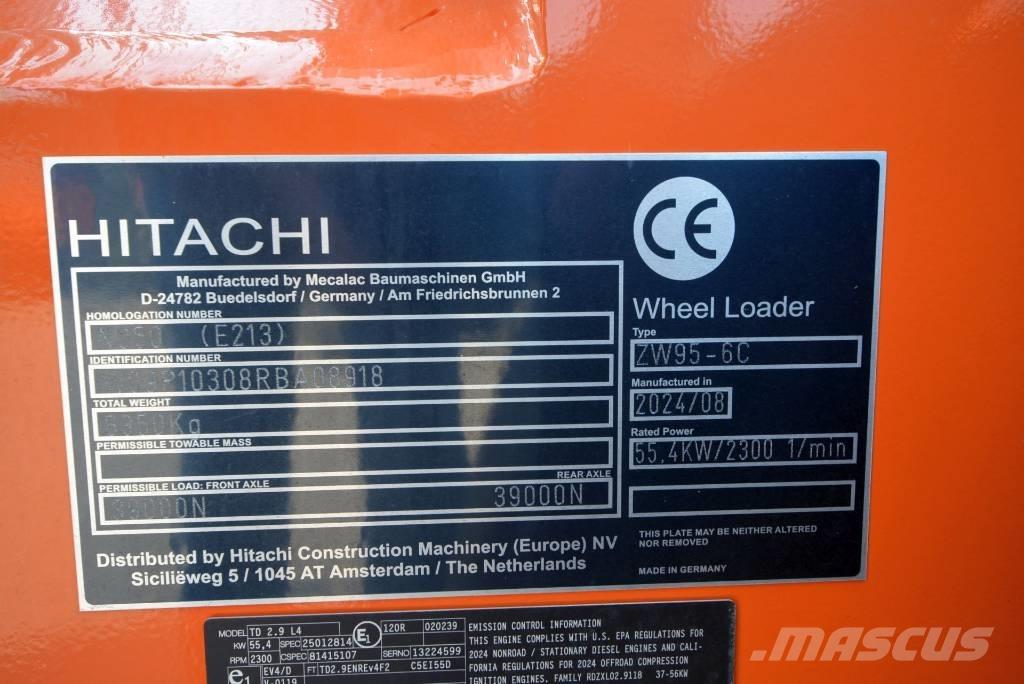 HITACHI
CE
Manufactured by Mecalac Baumaschinen GmbH
D-24782 Buedelsdorf / Germany / Am Friedrichsbrunnen 2
HOMOLOGATION NUMBER
(E213)
IDENTIFICATION NUMBER
TOTAL WEIGHT
PERMISSIBLE TOWABLE MASS
PERMISSIBLE LOAD: FRONT AXLE
REAR AXLE
39000N
Wheel Loader
Type
ZW95-6C
Manufactured in
2024/08
Rated Power
55,4KW/2300 1/min
THIS PLATE MAY BE NEITHER ALTERED
NOR REMOVED
MADE IN GERMANY
Distributed by Hitachi Construction Machinery (Europe) NV
Siciliëweg 5 / 1045 AT Amsterdam / The Netherlands
MODEL TD 2.9 L4
KW 55,4 SPEC 25012814
RPM 2300 CSPEC 81415107
E1 120R 020239
SERNO 13224599
e1 EV4/D FT TD2.9ENREv4F2 C5EI55D
V-0119
EMISSION CONTROL INFORMATION
THIS ENGINE COMPLIES WITH U.S. EPA REGULATIONS FOR
2024 NONROAD / STATIONARY DIESEL ENGINES AND CALI-
FORNIA REGULATIONS FOR 2024 OFFROAD COMPRESSION
IGNITION ENGINES. FAMILY RDZXL02.9118 37-56KW
MASCUS